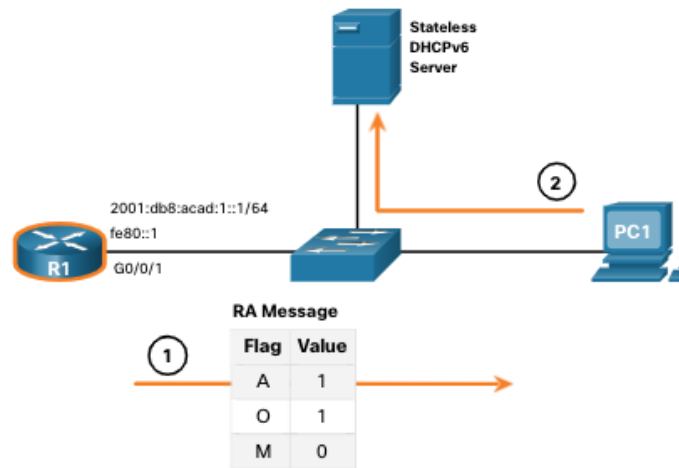 Stateless
DHCPv6
Server
2
2001:db8:acad:1::1/64
fe80::1
R1
G0/0/1
PC1
RA Message
1
Flag Value
A 1
O 1
M 0